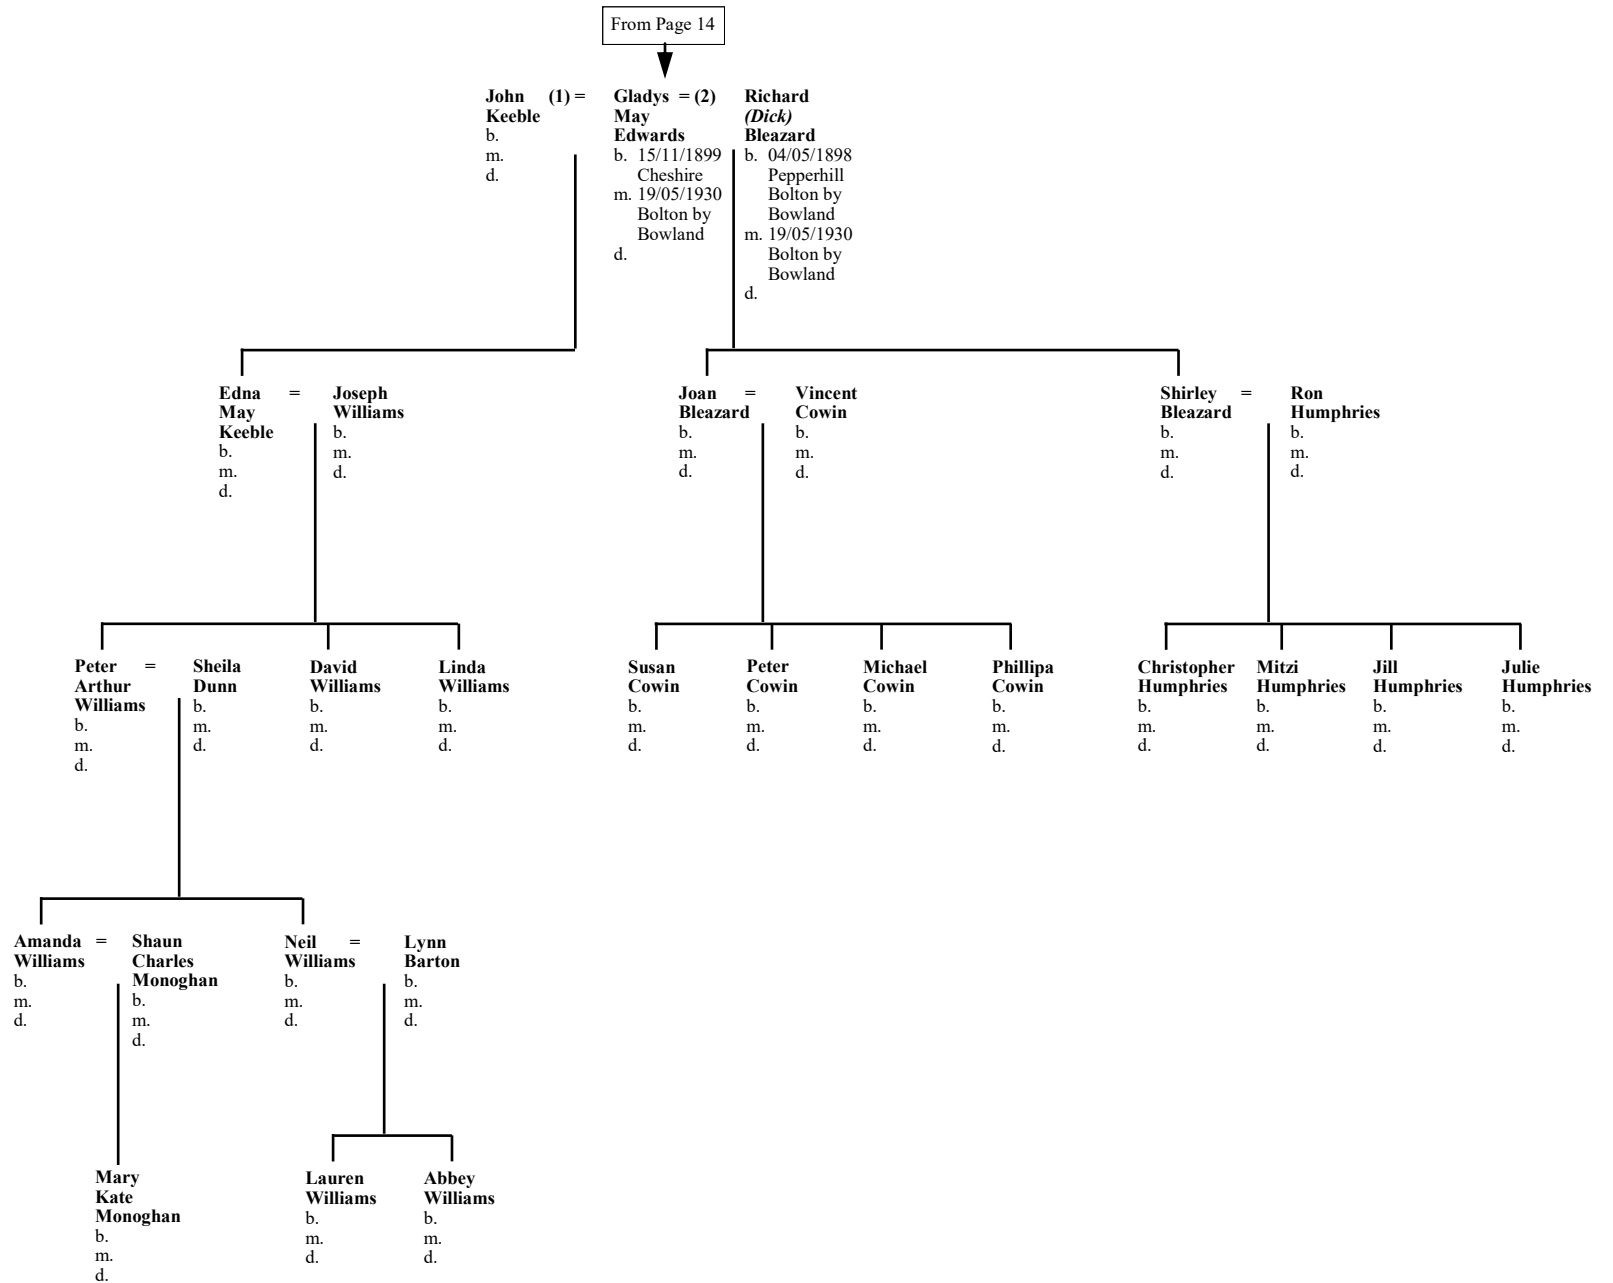 From Page 14
John (1) =
Keeble
b.
m.
d.
Gladys = (2)
May
Edwards
b. 15/11/1899
Cheshire
m. 19/05/1930
Bolton by
Bowland
d.
Richard
(Dick)
Bleazard
b. 04/05/1898
Pepperhill
Bolton by
Bowland
m. 19/05/1930
Bolton by
Bowland
d.
Edna =
May
Keeble
b.
m.
d.
Joseph
Williams
b.
m.
d.
Joan =
Bleazard
b.
m.
d.
Vincent
Cowin
b.
m.
d.
Shirley =
Bleazard
b.
m.
d.
Ron
Humphries
b.
m.
d.
Peter =
Arthur
Williams
b.
m.
d.
Sheila
Dunn
b.
m.
d.
David
Williams
b.
m.
d.
Linda
Williams
b.
m.
d.
Susan
Cowin
b.
m.
d.
Peter
Cowin
b.
m.
d.
Michael
Cowin
b.
m.
d.
Phillipa
Cowin
b.
m.
d.
Christopher
Humphries
b.
m.
d.
Mitzi
Humphries
b.
m.
d.
Jill
Humphries
b.
m.
d.
Julie
Humphries
b.
m.
d.
Amanda =
Williams
b.
m.
d.
Shaun
Charles
Monoghan
b.
m.
d.
Neil =
Williams
b.
m.
d.
Lynn
Barton
b.
m.
d.
Mary
Kate
Monoghan
b.
m.
d.
Lauren
Williams
b.
m.
d.
Abbey
Williams
b.
m.
d.